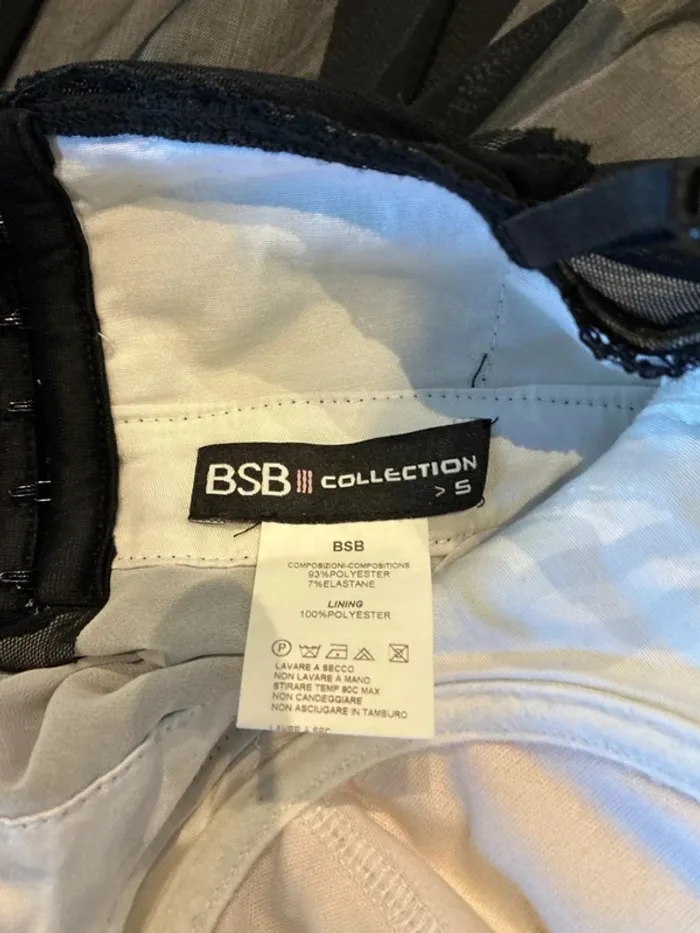 BSB COLLECTION
> S
BSB
COMPOSIZIONI-COMPOSITIONS
93%POLYESTER
7%ELASTANE
LINING
100%POLYESTER
P
LAVARE A SECCO
NON LAVARE A MANO
STIRARE TEMP 90C MAX
NON CANDEGGIARE
NON ASCIUGARE IN TAMBURO